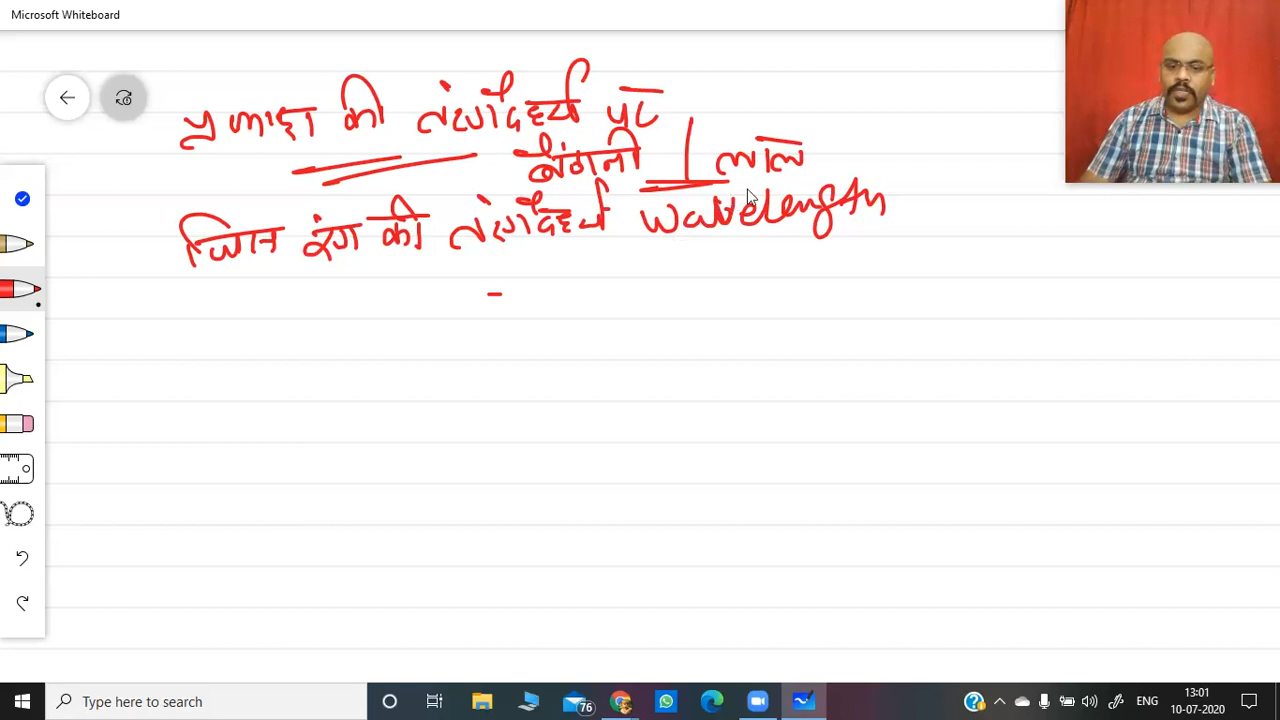 Microsoft Whiteboard
प्रकाश की तरंगदैर्ध्य पर
बैंगनी | लाल
जिस रंग की तरंगदैर्ध्य wavelength
-
Type here to search
76
ENG
13:01
10-07-2020